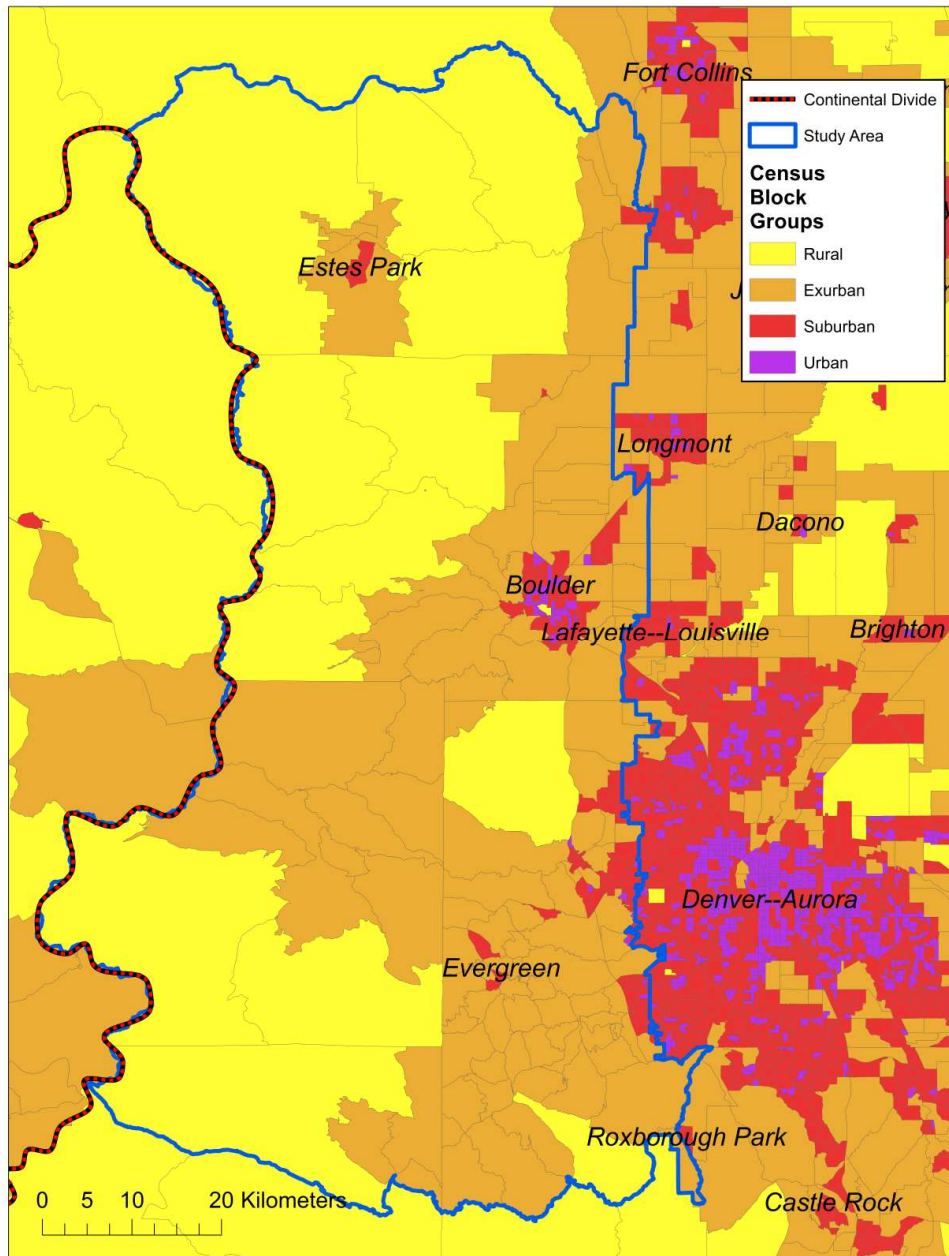 Fort Collins
Continental Divide
Study Area
Census
Block
Groups
Rural
Exurban
Suburban
Urban
Estes Park
J
Longmont
Dacono
Boulder
Lafayette--Louisville
Brighton
Denver--Aurora
Evergreen
Roxborough Park
Castle Rock
0 5 10 20 Kilometers